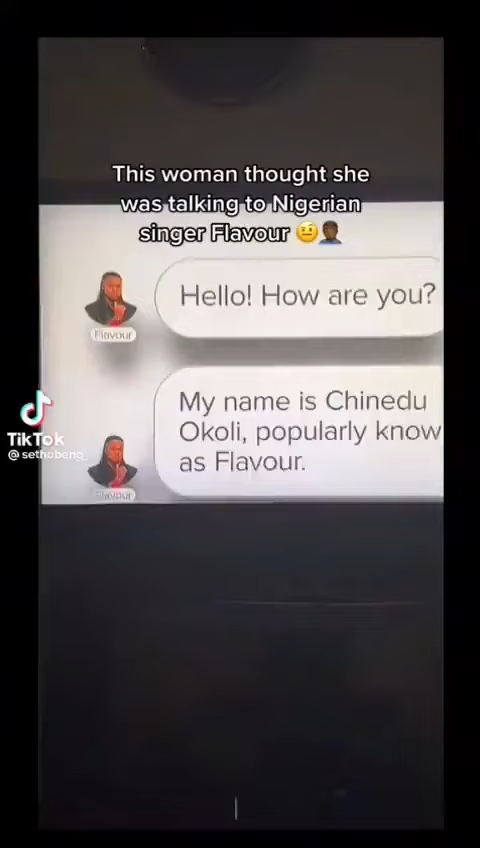 This woman thought she
was talking to Nigerian
singer Flavour 🤨🤦🏿‍♂️
Hello! How are you?
Flavour
My name is Chinedu
Okoli, popularly know
as Flavour.
Flavour
TikTok
@sethobeng_